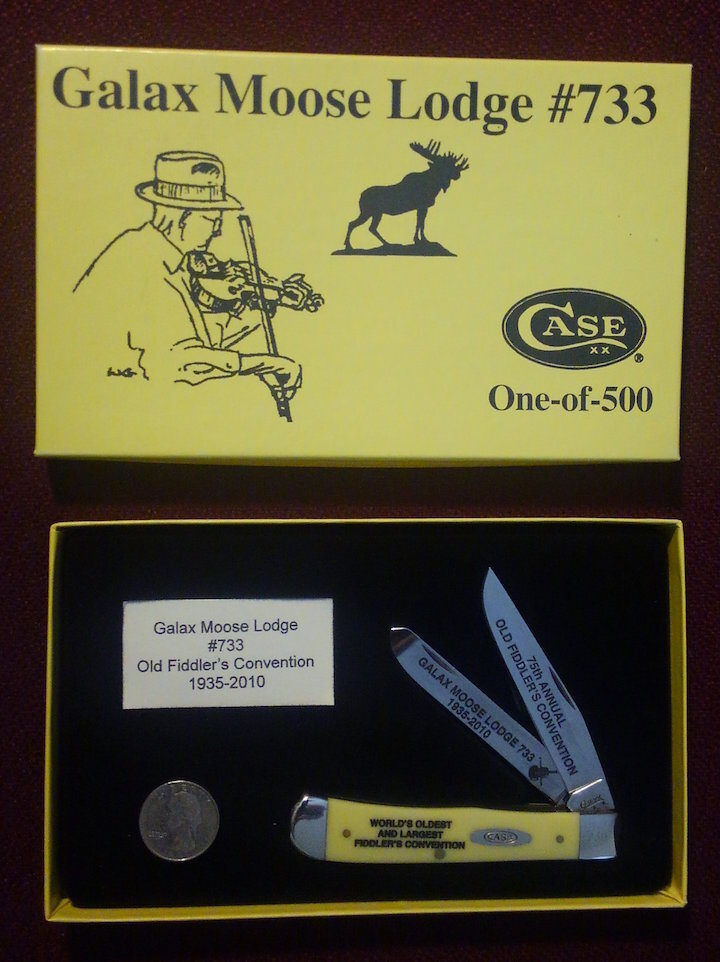 Galax Moose Lodge #733
WG
CASE
XX
®
One-of-500
Galax Moose Lodge
#733
Old Fiddler's Convention
1935-2010
75th ANNUAL
OLD FIDDLER'S CONVENTION
GALAX MOOSE LODGE 733
1935-2010
WORLD'S OLDEST
AND LARGEST
FIDDLER'S CONVENTION
CASE